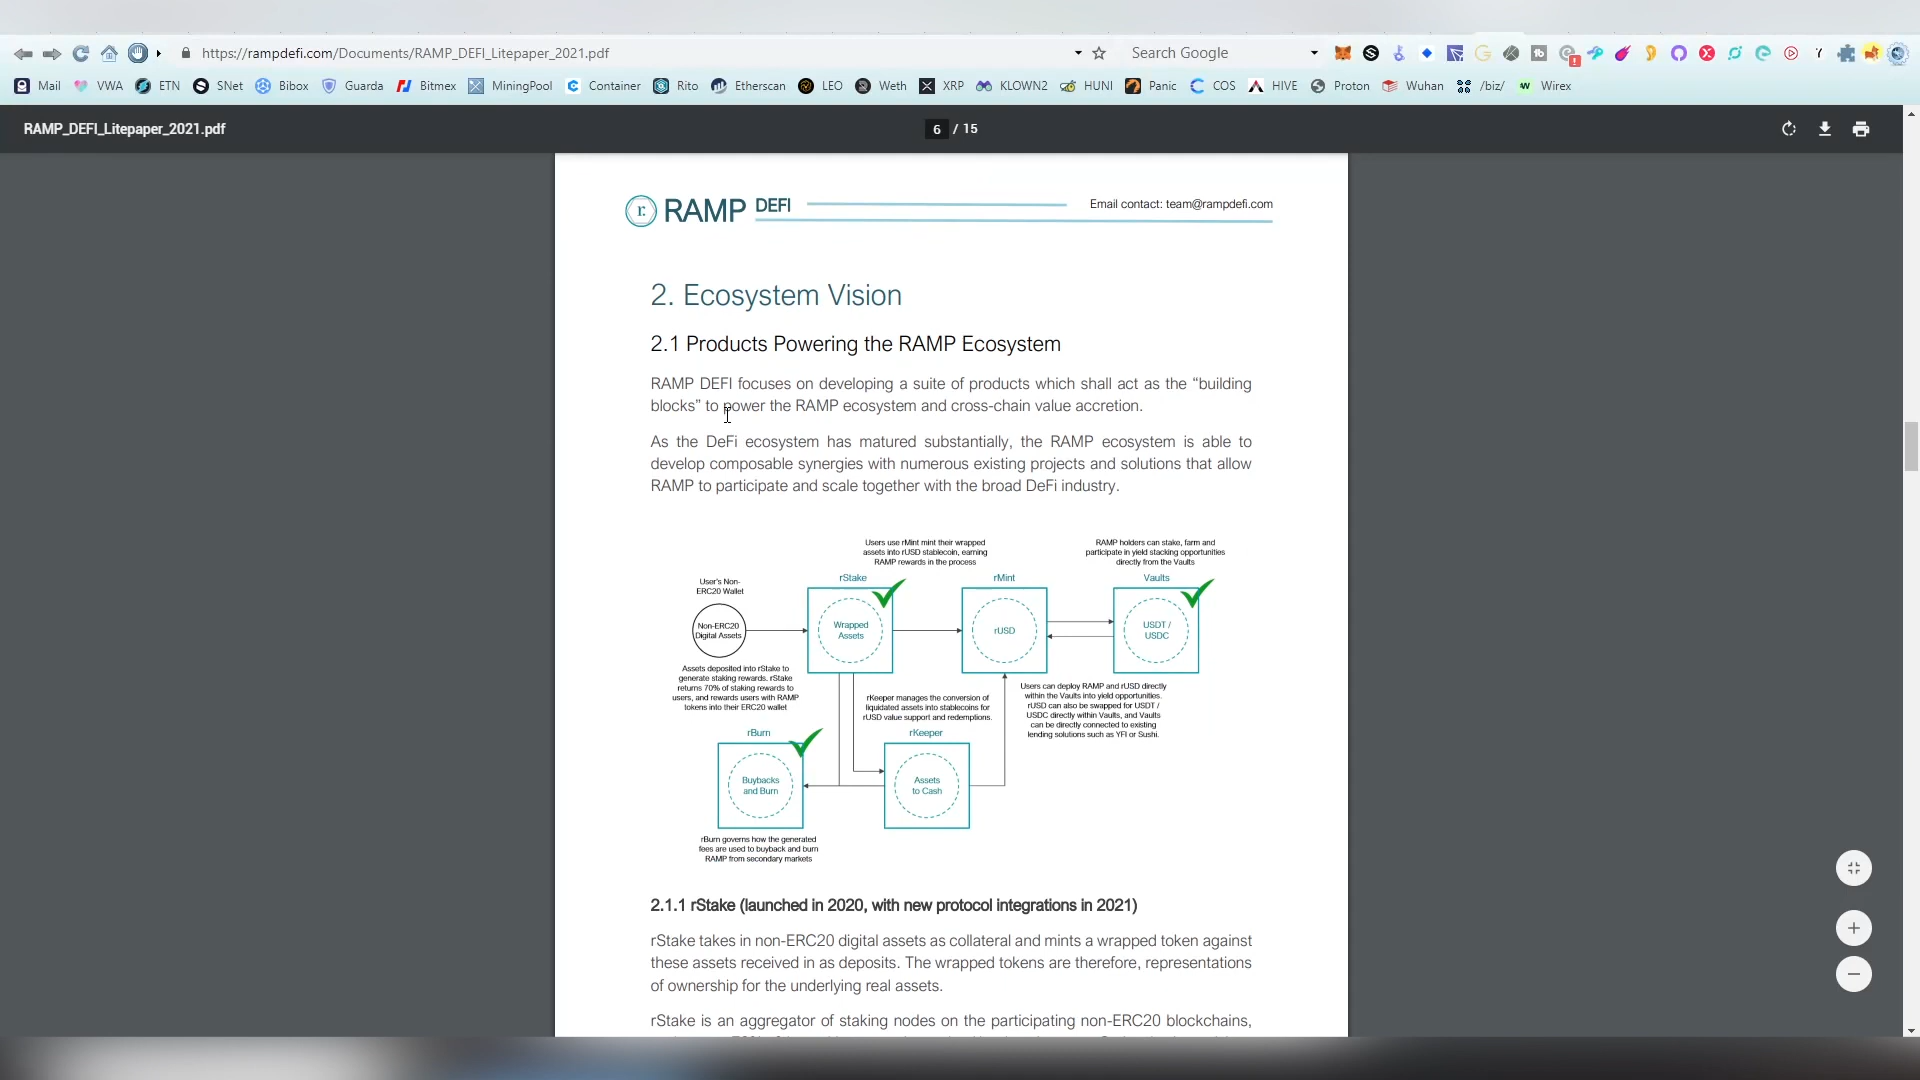 https://rampdefi.com/Documents/RAMP_DEFI_Litepaper_2021.pdf
Search Google
Mail VWA ETN SNet Bibox Guarda Bitmex MiningPool Container Rito Etherscan LEO Weth XRP KLOWN2 HUNI Panic COS HIVE Proton Wuhan /biz/ Wirex
RAMP_DEFI_Litepaper_2021.pdf
6 / 15
r. RAMP DEFI
Email contact: team@rampdefi.com
2. Ecosystem Vision
2.1 Products Powering the RAMP Ecosystem
RAMP DEFI focuses on developing a suite of products which shall act as the “building
blocks” to power the RAMP ecosystem and cross-chain value accretion.
As the DeFi ecosystem has matured substantially, the RAMP ecosystem is able to
develop composable synergies with numerous existing projects and solutions that allow
RAMP to participate and scale together with the broad DeFi industry.
Users use rMint mint their wrapped
assets into rUSD stablecoin, earning
RAMP rewards in the process
RAMP holders can stake, farm and
participate in yield stacking opportunities
directly from the Vaults
User's Non-
ERC20 Wallet
rStake
rMint
Vaults
Non-ERC20
Digital Assets
Wrapped
Assets
rUSD
USDT /
USDC
Assets deposited into rStake to
generate staking rewards. rStake
returns 70% of staking rewards to
users, and rewards users with RAMP
tokens into their ERC20 wallet
rKeeper manages the conversion of
liquidated assets into stablecoins for
rUSD value support and redemptions.
Users can deploy RAMP and rUSD directly
within the Vaults into yield opportunities.
rUSD can also be swapped for USDT /
USDC directly within Vaults, and Vaults
can be directly connected to existing
lending solutions such as YFI or Sushi.
rBurn
rKeeper
Buybacks
and Burn
Assets
to Cash
rBurn governs how the generated
fees are used to buyback and burn
RAMP from secondary markets
2.1.1 rStake (launched in 2020, with new protocol integrations in 2021)
rStake takes in non-ERC20 digital assets as collateral and mints a wrapped token against
these assets received in as deposits. The wrapped tokens are therefore, representations
of ownership for the underlying real assets.
rStake is an aggregator of staking nodes on the participating non-ERC20 blockchains,